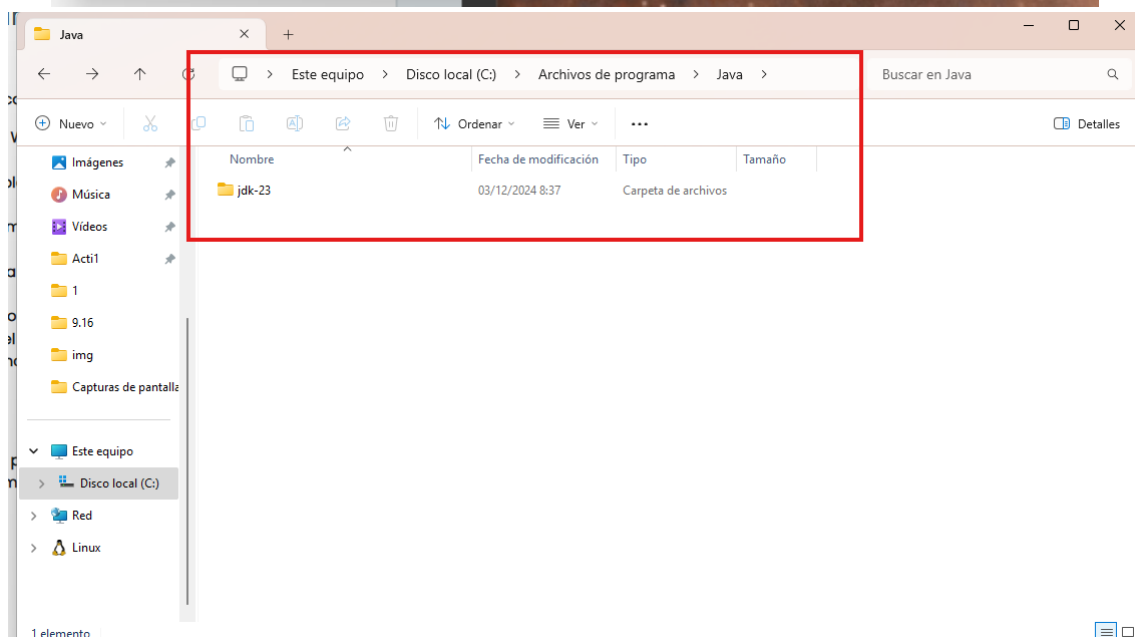 Java
Este equipo > Disco local (C:) > Archivos de programa > Java >
Buscar en Java
Nuevo
Ordenar
Ver
Detalles
Nombre
Fecha de modificación
Tipo
Tamaño
jdk-23
03/12/2024 8:37
Carpeta de archivos
Imágenes
Música
Vídeos
Acti1
1
9.16
img
Capturas de pantalla
Este equipo
Disco local (C:)
Red
Linux
1 elemento